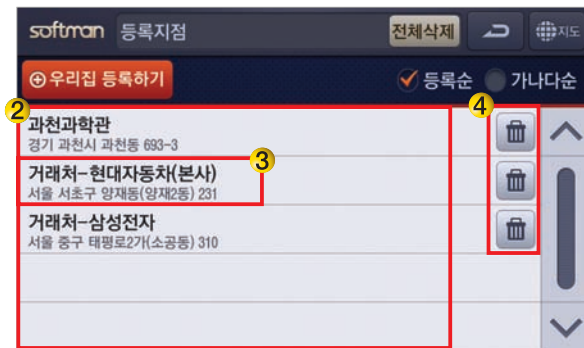 softman 등록지점 전체삭제 지도
우리집 등록하기 등록순 가나다순
2 4
과천과학관
경기 과천시 과천동 693-3
3
거래처-현대자동차(본사)
서울 서초구 양재동(양재2동) 231
거래처-삼성전자
서울 중구 태평로2가(소공동) 310